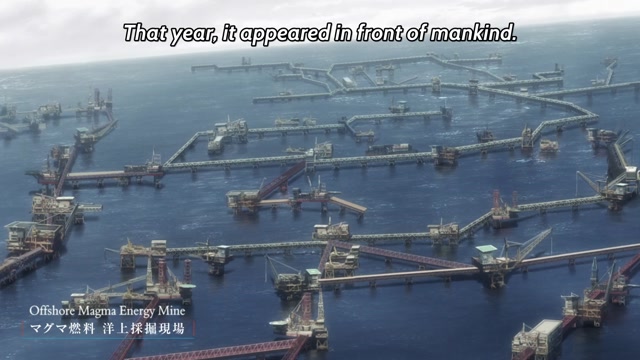 That year, it appeared in front of mankind.
Offshore Magma Energy Mine
マグマ燃料 洋上採掘現場